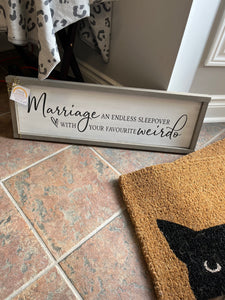 Marriage AN ENDLESS SLEEPOVER
WITH YOUR FAVOURITE weirdo